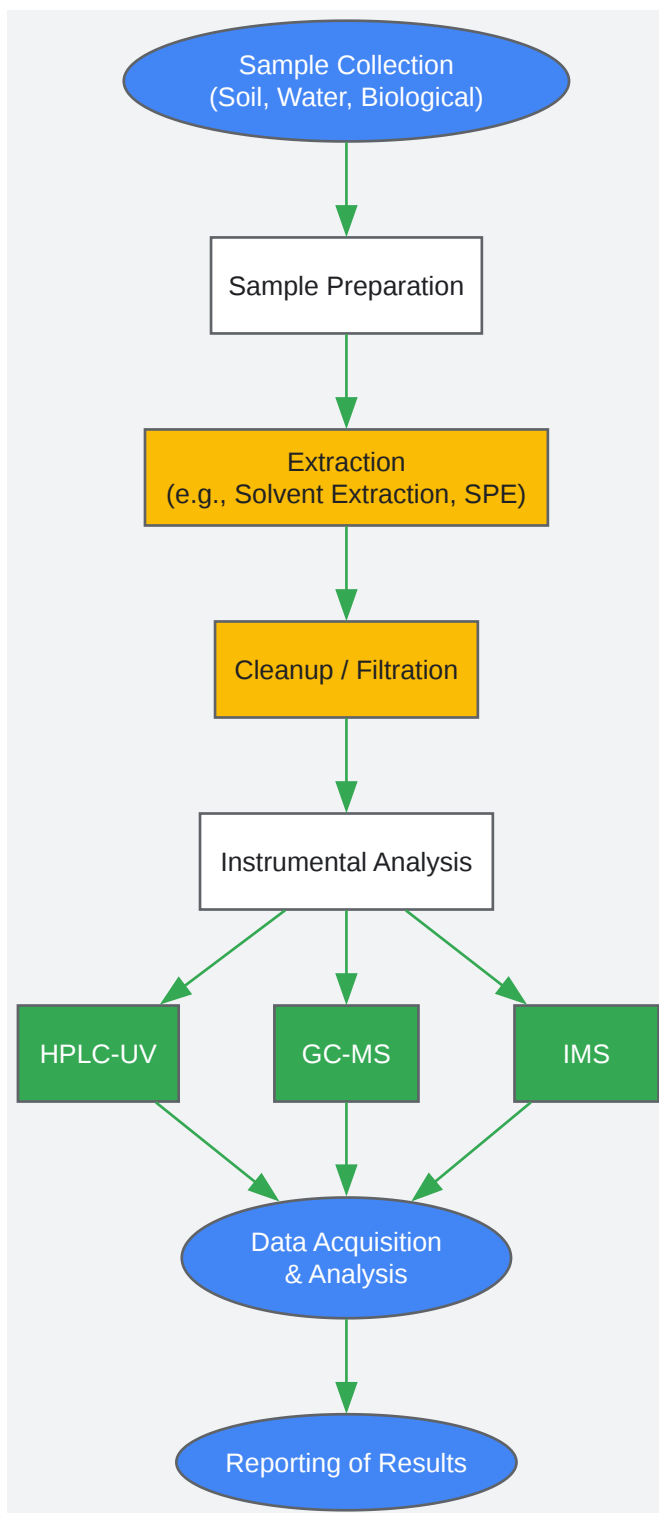 Sample Collection
(Soil, Water, Biological)
Sample Preparation
Extraction
(e.g., Solvent Extraction, SPE)
Cleanup / Filtration
Instrumental Analysis
HPLC-UV
GC-MS
IMS
Data Acquisition
& Analysis
Reporting of Results